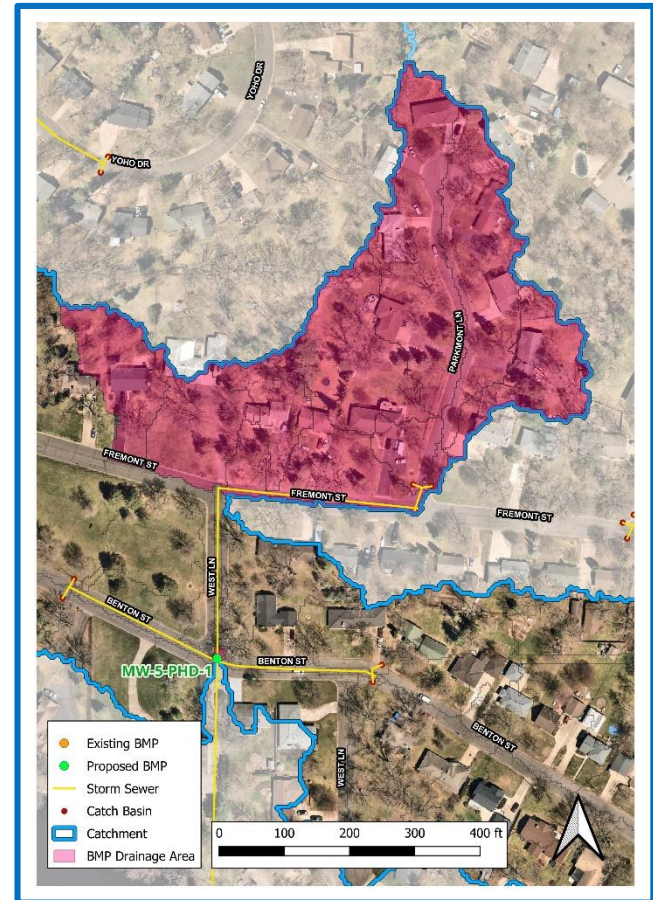 YOHO DR
YOHO DR
PARKMONT LN
FREMONT ST
FREMONT ST
FREMONT ST
WEST LN
BENTON ST
BENTON ST
MW-5-PHD-1
BENTON ST
WEST LN
Existing BMP
Proposed BMP
Storm Sewer
Catch Basin
Catchment
BMP Drainage Area
0 100 200 300 400 ft